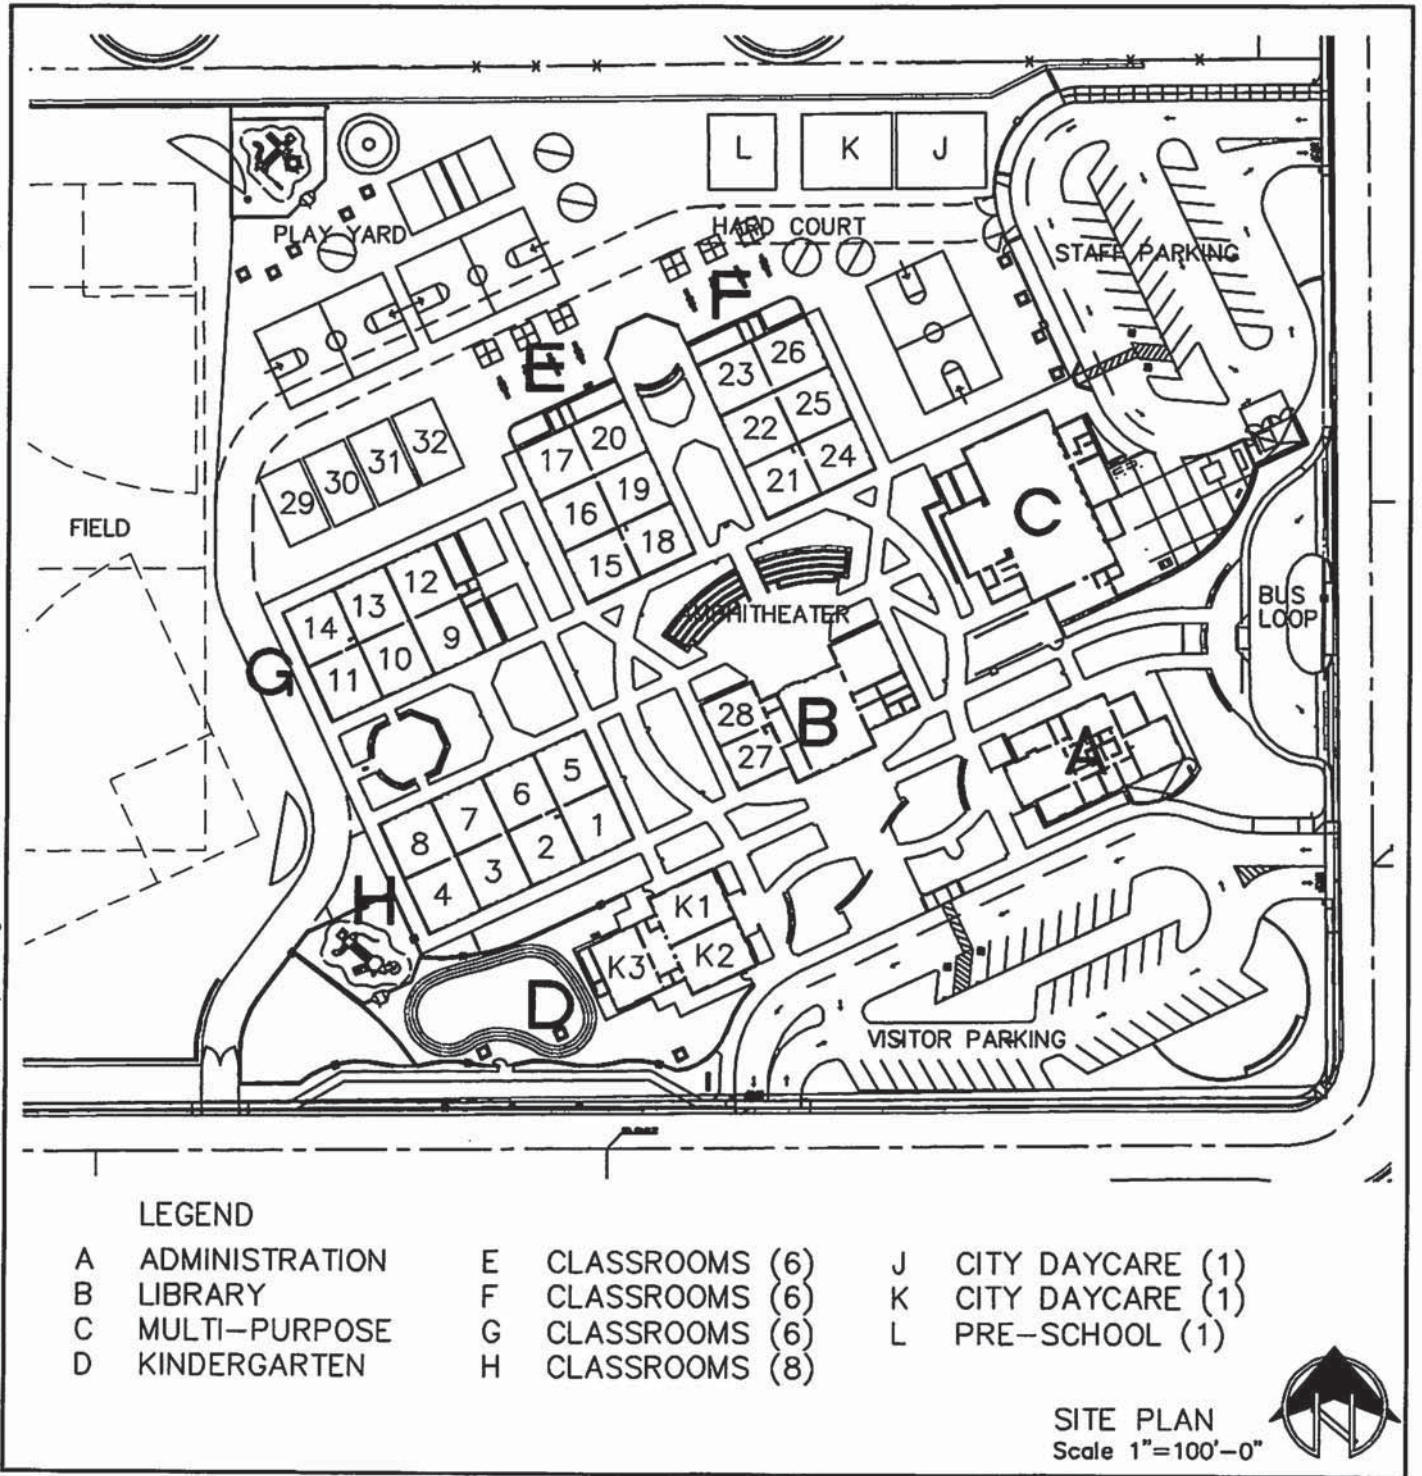 L
K
J
PLAY YARD
HARD COURT
STAFF PARKING
F
E
26
23
25
22
24
21
20
17
19
16
18
15
32
31
30
29
C
FIELD
BUS
LOOP
AMPHITHEATER
12
13
14
9
10
11
G
28
27
B
A
5
6
7
8
1
2
3
4
H
K1
K2
K3
D
VISITOR PARKING
LEGEND
A ADMINISTRATION
B LIBRARY
C MULTI-PURPOSE
D KINDERGARTEN
E CLASSROOMS (6)
F CLASSROOMS (6)
G CLASSROOMS (6)
H CLASSROOMS (8)
J CITY DAYCARE (1)
K CITY DAYCARE (1)
L PRE-SCHOOL (1)
SITE PLAN
Scale 1"=100'-0"
N